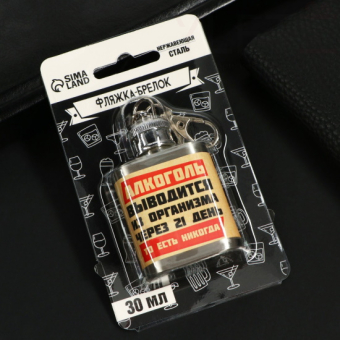 SIMA
LAND
НЕРЖАВЕЮЩАЯ
СТАЛЬ
ФЛЯЖКА-БРЕЛОК
АЛКОГОЛЬ
ВЫВОДИТСЯ
ИЗ ОРГАНИЗМА
ЧЕРЕЗ 21 ДЕНЬ
ТО ЕСТЬ НИКОГДА
30 МЛ